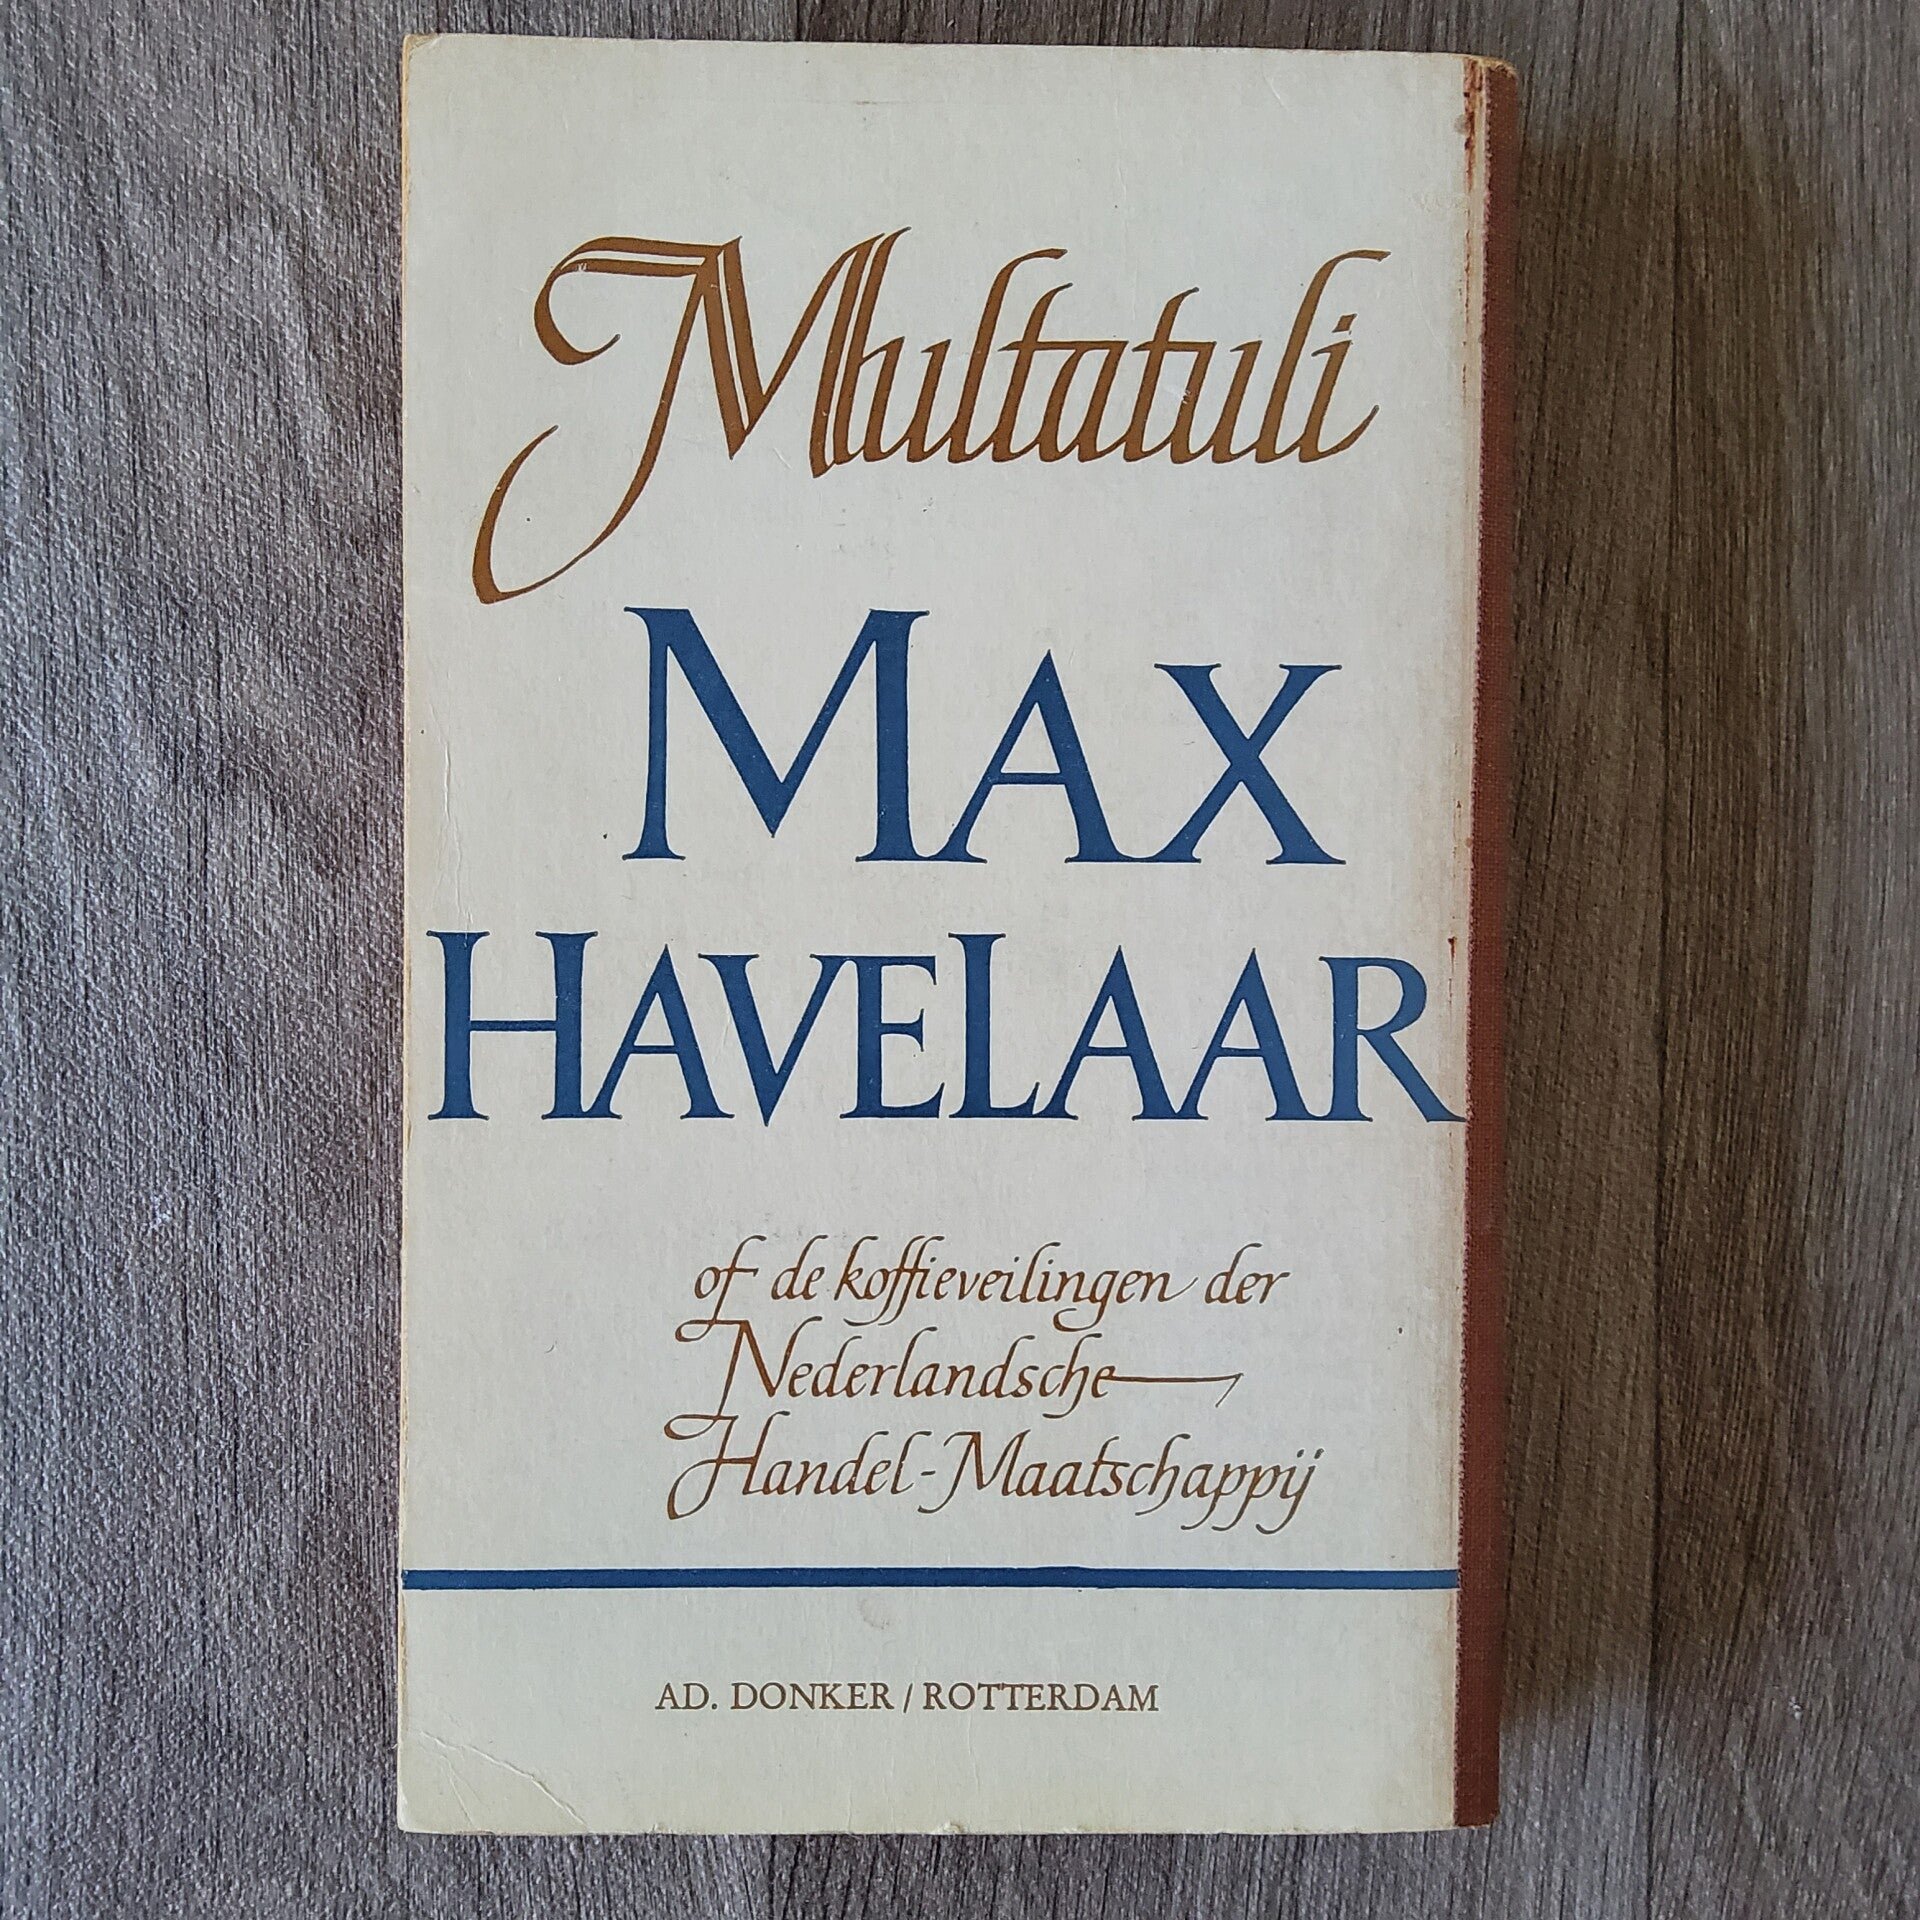 Multatuli
MAX
HAVELAAR
of de koffieveilingen der
Nederlandsche
Handel-Maatschappij
AD. DONKER / ROTTERDAM